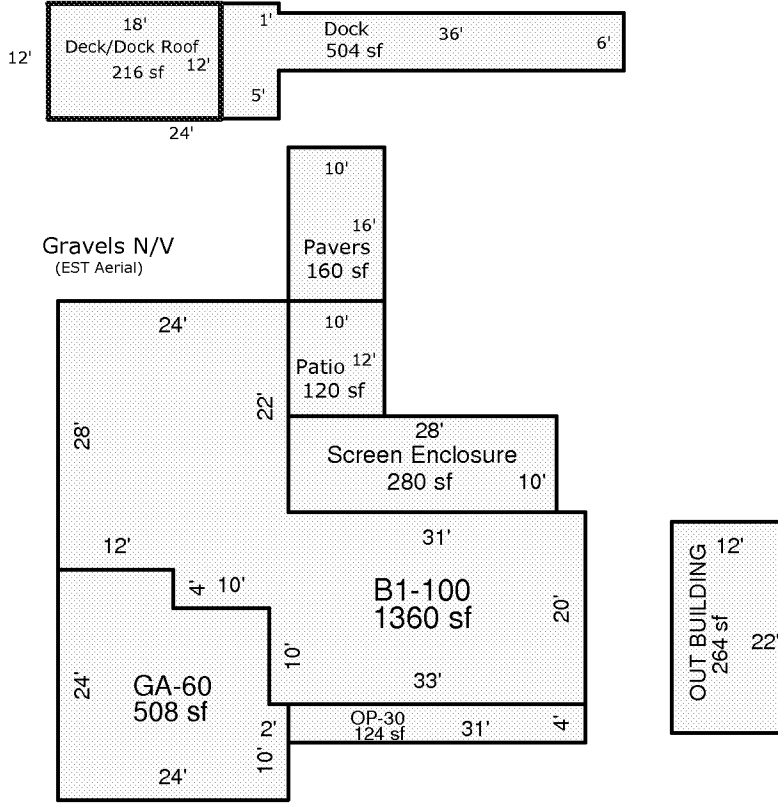 18'
Deck/Dock Roof
216 sf
12'
12'
24'
1'
5'
Dock
504 sf
36'
6'
10'
16'
Pavers
160 sf
Gravels N/V
(EST Aerial)
24'
28'
22'
12'
10'
Patio 12'
120 sf
28'
Screen Enclosure
280 sf
10'
31'
4'
10'
B1-100
1360 sf
20'
10'
33'
24'
GA-60
508 sf
2'
10'
24'
OP-30
124 sf
31'
4'
12'
OUT BUILDING
264 sf
22'